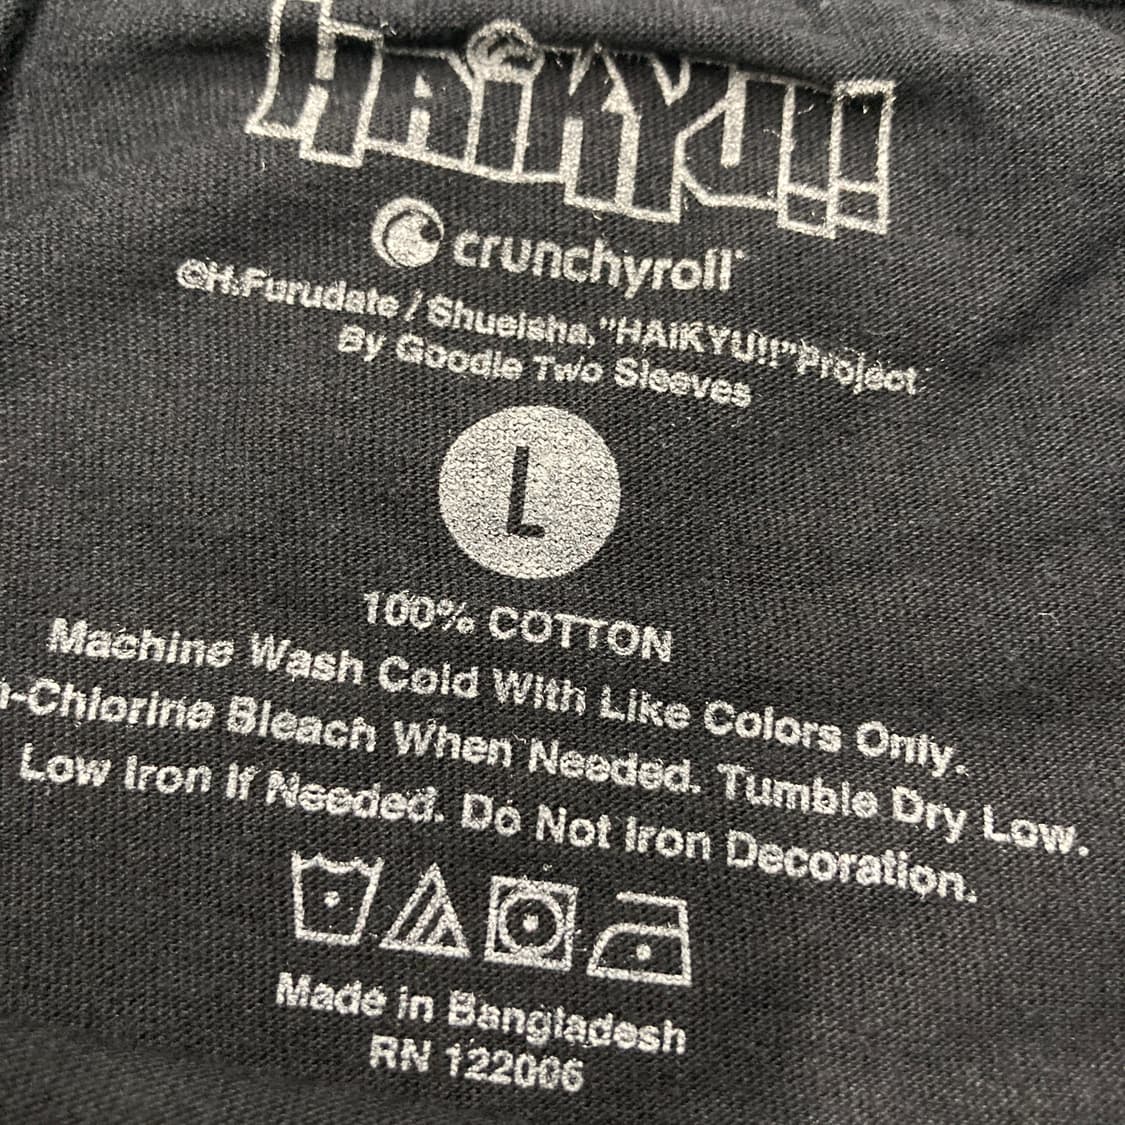 HAiKYU!!
crunchyroll
©H.Furudate / Shueisha, "HAIKYU!!" Project
By Goodie Two Sleeves
L
100% COTTON
Machine Wash Cold With Like Colors Only.
n-Chlorine Bleach When Needed. Tumble Dry Low.
Low Iron If Needed. Do Not Iron Decoration.
Made in Bangladesh
RN 122006